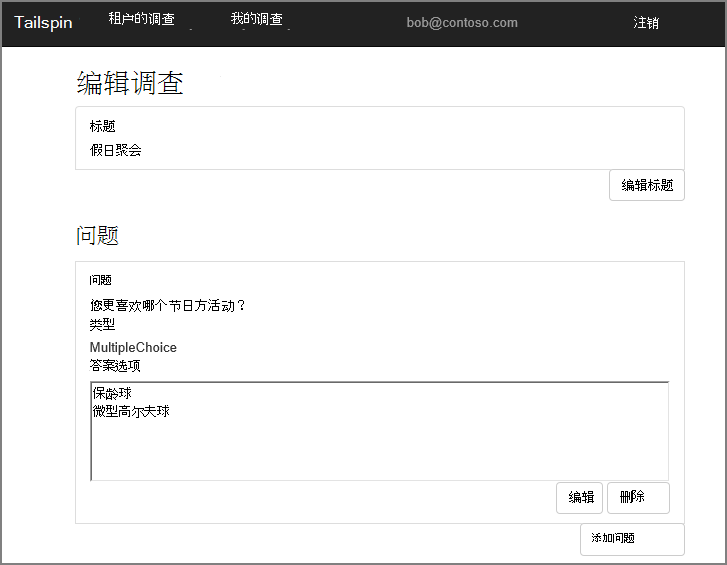 Tailspin 租户的调查 我的调查 bob@contoso.com 注销
编辑调查
标题
假日聚会
编辑标题
问题
问题
您更喜欢哪个节日方活动？
类型
MultipleChoice
答案选项
保龄球
微型高尔夫球
编辑 删除
添加问题